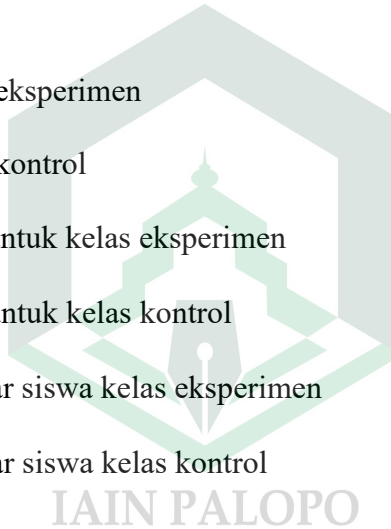 eksperimen
kontrol
ntuk kelas eksperimen
ntuk kelas kontrol
ar siswa kelas eksperimen
ar siswa kelas kontrol
IAIN PALOPO